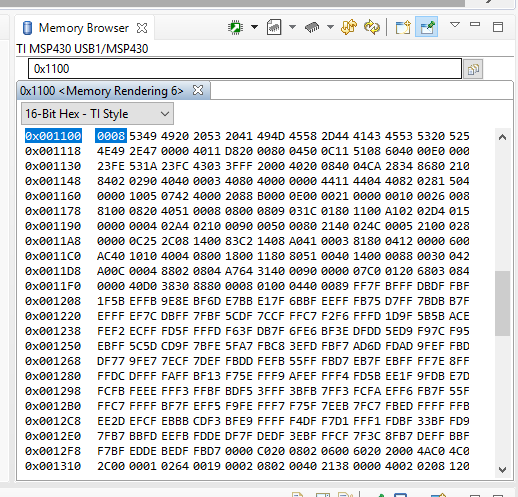 Memory Browser
TI MSP430 USB1/MSP430
0x1100
0x1100 <Memory Rendering 6>
16-Bit Hex - TI Style
0x001100 0008 5349 4920 2053 2041 494D 4558 2D44 4143 4553 5320 525
0x001118 4E49 2E47 0000 4011 D820 0080 0450 0C11 5108 6040 00E0 000
0x001130 23FE 531A 23FC 4303 3FFF 2000 4020 0840 04CA 2834 8680 210
0x001148 8402 0290 4040 0003 4080 4000 0000 4411 4404 4082 0281 504
0x001160 0000 1005 0742 4400 2088 B000 0E00 0021 0000 0010 0026 008
0x001178 8100 0820 4051 0008 0800 0809 031C 0180 1100 A102 02D4 015
0x001190 0000 0004 02A4 0210 0090 0050 0080 2140 024C 0005 2100 028
0x0011A8 0000 0C25 2C08 1400 83C2 1408 A041 0003 8180 0412 0000 600
0x0011C0 AC40 1010 4004 0800 1800 1180 8051 0040 1400 0088 0030 042
0x0011D8 A00C 0004 8802 0804 A764 3140 0090 0000 07C0 0120 6803 084
0x0011F0 0000 40D0 3830 8888 0008 0100 0440 0089 FF7F BFFF DBDF FBF
0x001208 1F5B EFFB 9E8E BF6D E7BB E17F 6BBF EEFF FB75 D7FF 7BDB B7F
0x001220 EFFF EF7C DBFF 7FBF 5CDF 7CCF FFC7 F2F6 FFFD 1D9F 5B5B ACE
0x001238 FEF2 ECFF FD5F FFFD F63F DB7F 6FE6 BF3E DFDD 5ED9 F97C F95
0x001250 EBFF 5C5D CD9F 7BFE 5FA7 FBC8 3EFD FBF7 AD6D FDAD 9FEF FBD
0x001268 DF77 9FE7 7ECF 7DEF FBDD FEFB 55FF FBD7 EB7F EBFF FF7E 8FF
0x001280 FFDC DFFF FAFF BF13 F75E FFF9 AFEF FFF4 FD5B EE1F 9FDB E7D
0x001298 FCFB FEEE FFF3 FFBF BDF5 3FFF 3BFB 7FF3 FCFA EFF6 FB7F 55F
0x0012B0 FFC7 FFFF BF7F EFF5 F9FE FFF7 F75F 7EEB 7FC7 FBED FFFF FFB
0x0012C8 EE2D EFCF EBBB CDF3 BFE9 FFFF F4DF F7D1 FFF1 FDBF 33BF FD9
0x0012E0 7FB7 BBFD EEFB FDDE DF7F DEDF 3EBF FFCF 7F3C 8FB7 DEFF BBF
0x0012F8 F7BF EDDE BEDF FBD7 0000 C020 0802 0600 6020 2000 4AC0 4C0
0x001310 2C00 0001 0264 0019 0002 0802 0040 2138 0000 4002 0208 120